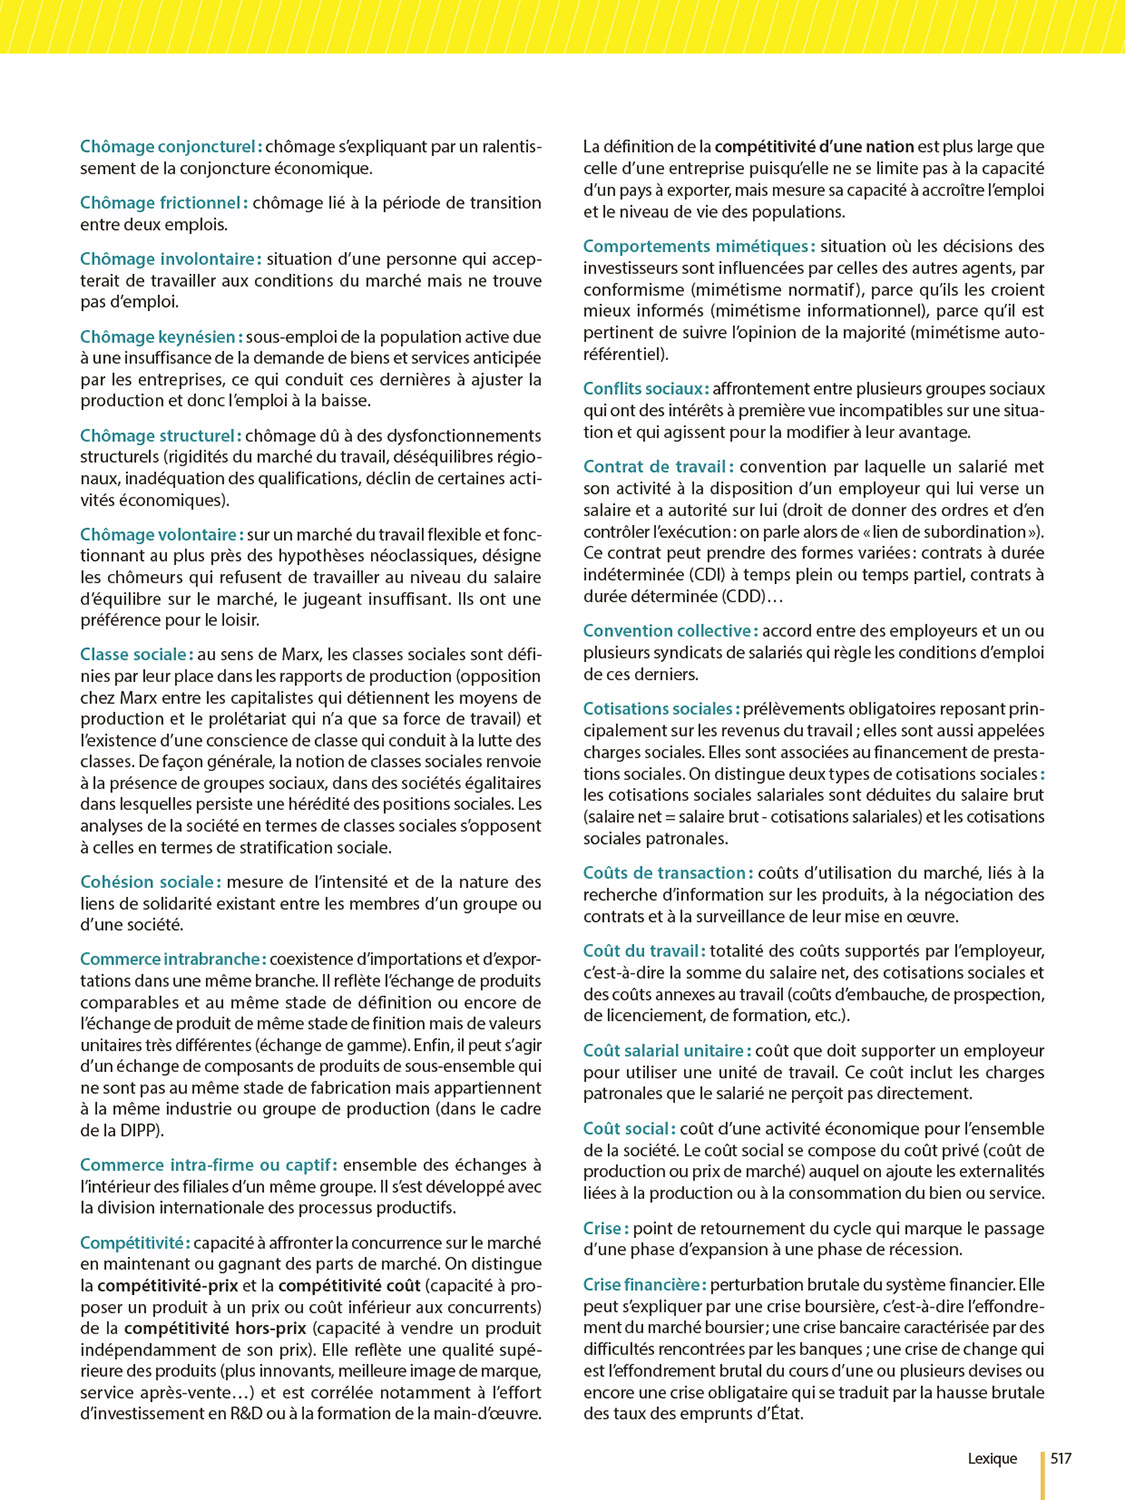 Chômage conjoncturel : chômage s’expliquant par un ralentis-
sement de la conjoncture économique.
Chômage frictionnel : chômage lié à la période de transition
entre deux emplois.
Chômage involontaire : situation d’une personne qui accep-
terait de travailler aux conditions du marché mais ne trouve
pas d’emploi.
Chômage keynésien : sous-emploi de la population active due
à une insuffisance de la demande de biens et services anticipée
par les entreprises, ce qui conduit ces dernières à ajuster la
production et donc l’emploi à la baisse.
Chômage structurel : chômage dû à des dysfonctionnements
structurels (rigidités du marché du travail, déséquilibres régio-
naux, inadéquation des qualifications, déclin de certaines acti-
vités économiques).
Chômage volontaire : sur un marché du travail flexible et fonc-
tionnant au plus près des hypothèses néoclassiques, désigne
les chômeurs qui refusent de travailler au niveau du salaire
d’équilibre sur le marché, le jugeant insuffisant. Ils ont une
préférence pour le loisir.
Classe sociale : au sens de Marx, les classes sociales sont défi-
nies par leur place dans les rapports de production (opposition
chez Marx entre les capitalistes qui détiennent les moyens de
production et le prolétariat qui n’a que sa force de travail) et
l’existence d’une conscience de classe qui conduit à la lutte des
classes. De façon générale, la notion de classes sociales renvoie
à la présence de groupes sociaux, dans des sociétés égalitaires
dans lesquelles persiste une hérédité des positions sociales. Les
analyses de la société en termes de classes sociales s’opposent
à celles en termes de stratification sociale.
Cohésion sociale : mesure de l’intensité et de la nature des
liens de solidarité existant entre les membres d’un groupe ou
d’une société.
Commerce intrabranche : coexistence d’importations et d’expor-
tations dans une même branche. Il reflète l’échange de produits
comparables et au même stade de définition ou encore de
l’échange de produit de même stade de finition mais de valeurs
unitaires très différentes (échange de gamme). Enfin, il peut s’agir
d’un échange de composants de produits de sous-ensemble qui
ne sont pas au même stade de fabrication mais appartiennent
à la même industrie ou groupe de production (dans le cadre
de la DIPP).
Commerce intra-firme ou captif : ensemble des échanges à
l’intérieur des filiales d’un même groupe. Il s’est développé avec
la division internationale des processus productifs.
Compétitivité : capacité à affronter la concurrence sur le marché
en maintenant ou gagnant des parts de marché. On distingue
la compétitivité-prix et la compétitivité coût (capacité à pro-
poser un produit à un prix ou coût inférieur aux concurrents)
de la compétitivité hors-prix (capacité à vendre un produit
indépendamment de son prix). Elle reflète une qualité supé-
rieure des produits (plus innovants, meilleure image de marque,
service après-vente…) et est corrélée notamment à l’effort
d’investissement en R&D ou à la formation de la main-d’œuvre.
La définition de la compétitivité d’une nation est plus large que
celle d’une entreprise puisqu’elle ne se limite pas à la capacité
d’un pays à exporter, mais mesure sa capacité à accroître l’emploi
et le niveau de vie des populations.
Comportements mimétiques : situation où les décisions des
investisseurs sont influencées par celles des autres agents, par
conformisme (mimétisme normatif), parce qu’ils les croient
mieux informés (mimétisme informationnel), parce qu’il est
pertinent de suivre l’opinion de la majorité (mimétisme auto-
référentiel).
Conflits sociaux : affrontement entre plusieurs groupes sociaux
qui ont des intérêts à première vue incompatibles sur une situa-
tion et qui agissent pour la modifier à leur avantage.
Contrat de travail : convention par laquelle un salarié met
son activité à la disposition d’un employeur qui lui verse un
salaire et a autorité sur lui (droit de donner des ordres et d’en
contrôler l’exécution : on parle alors de « lien de subordination »).
Ce contrat peut prendre des formes variées : contrats à durée
indéterminée (CDI) à temps plein ou temps partiel, contrats à
durée déterminée (CDD)…
Convention collective : accord entre des employeurs et un ou
plusieurs syndicats de salariés qui règle les conditions d’emploi
de ces derniers.
Cotisations sociales : prélèvements obligatoires reposant prin-
cipalement sur les revenus du travail ; elles sont aussi appelées
charges sociales. Elles sont associées au financement de presta-
tions sociales. On distingue deux types de cotisations sociales :
les cotisations sociales salariales sont déduites du salaire brut
(salaire net = salaire brut - cotisations salariales) et les cotisations
sociales patronales.
Coûts de transaction : coûts d’utilisation du marché, liés à la
recherche d’information sur les produits, à la négociation des
contrats et à la surveillance de leur mise en œuvre.
Coût du travail : totalité des coûts supportés par l’employeur,
c’est-à-dire la somme du salaire net, des cotisations sociales et
des coûts annexes au travail (coûts d’embauche, de prospection,
de licenciement, de formation, etc.).
Coût salarial unitaire : coût que doit supporter un employeur
pour utiliser une unité de travail. Ce coût inclut les charges
patronales que le salarié ne perçoit pas directement.
Coût social : coût d’une activité économique pour l’ensemble
de la société. Le coût social se compose du coût privé (coût de
production ou prix de marché) auquel on ajoute les externalités
liées à la production ou à la consommation du bien ou service.
Crise : point de retournement du cycle qui marque le passage
d’une phase d’expansion à une phase de récession.
Crise financière : perturbation brutale du système financier. Elle
peut s’expliquer par une crise boursière, c’est-à-dire l’effondre-
ment du marché boursier ; une crise bancaire caractérisée par des
difficultés rencontrées par les banques ; une crise de change qui
est l’effondrement brutal du cours d’une ou plusieurs devises ou
encore une crise obligataire qui se traduit par la hausse brutale
des taux des emprunts d’État.
Lexique 517